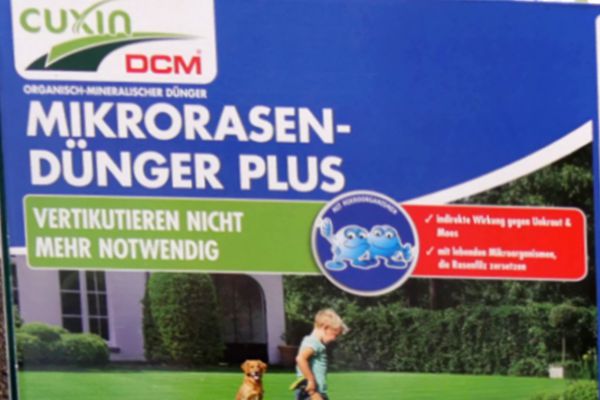 CUXIN
DCM
ORGANISCH-MINERALISCHER DÜNGER
MIKRORASEN-
DÜNGER PLUS
VERTIKUTIEREN NICHT
MEHR NOTWENDIG
MIT MIKROORGANISMEN
✓ indirekte Wirkung gegen Unkraut &
Moos
✓ mit lebenden Mikroorganismen,
die Rasenfilz zersetzen